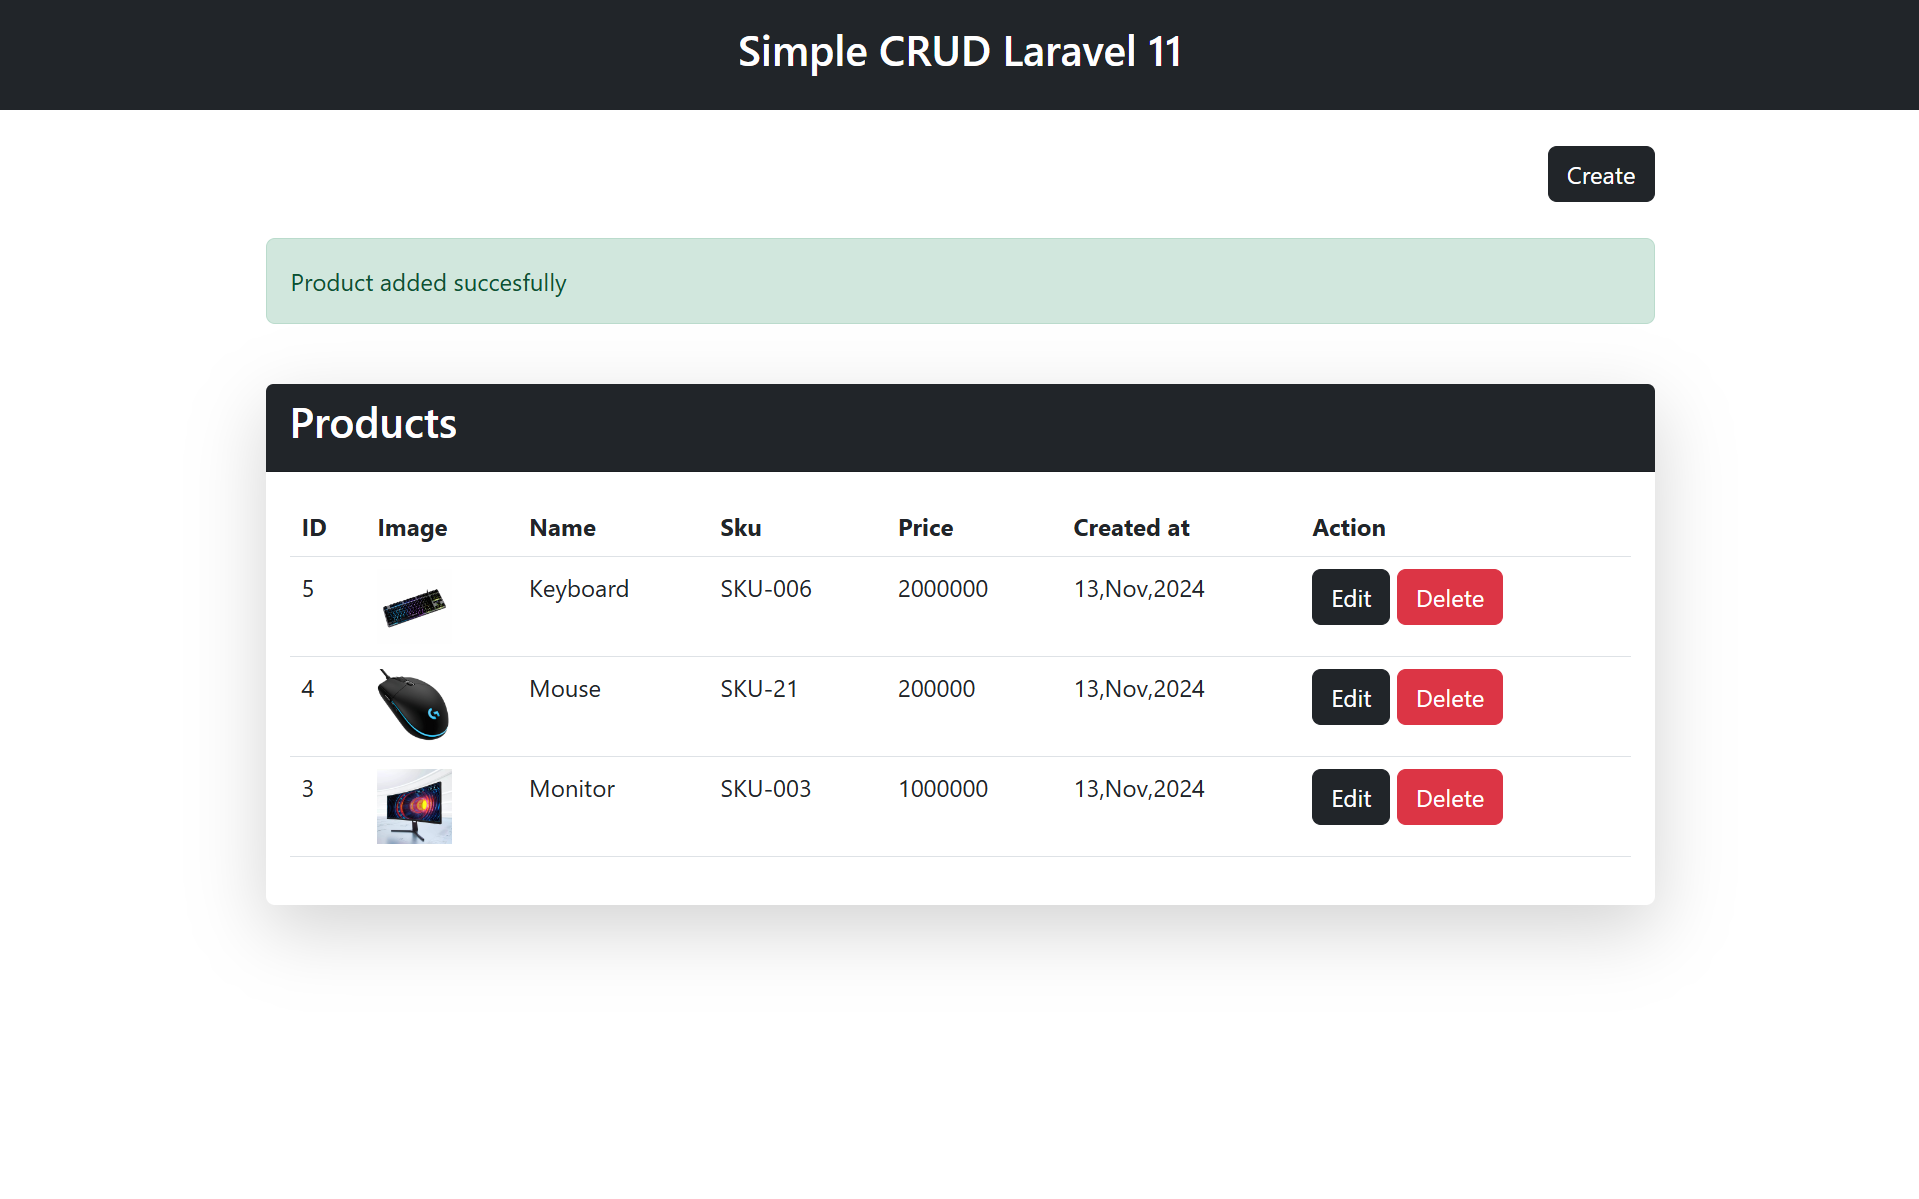 Simple CRUD Laravel 11
Create
Product added succesfully
Products
ID Image Name Sku Price Created at Action
5 Keyboard SKU-006 2000000 13,Nov,2024 Edit Delete
4 Mouse SKU-21 200000 13,Nov,2024 Edit Delete
3 Monitor SKU-003 1000000 13,Nov,2024 Edit Delete